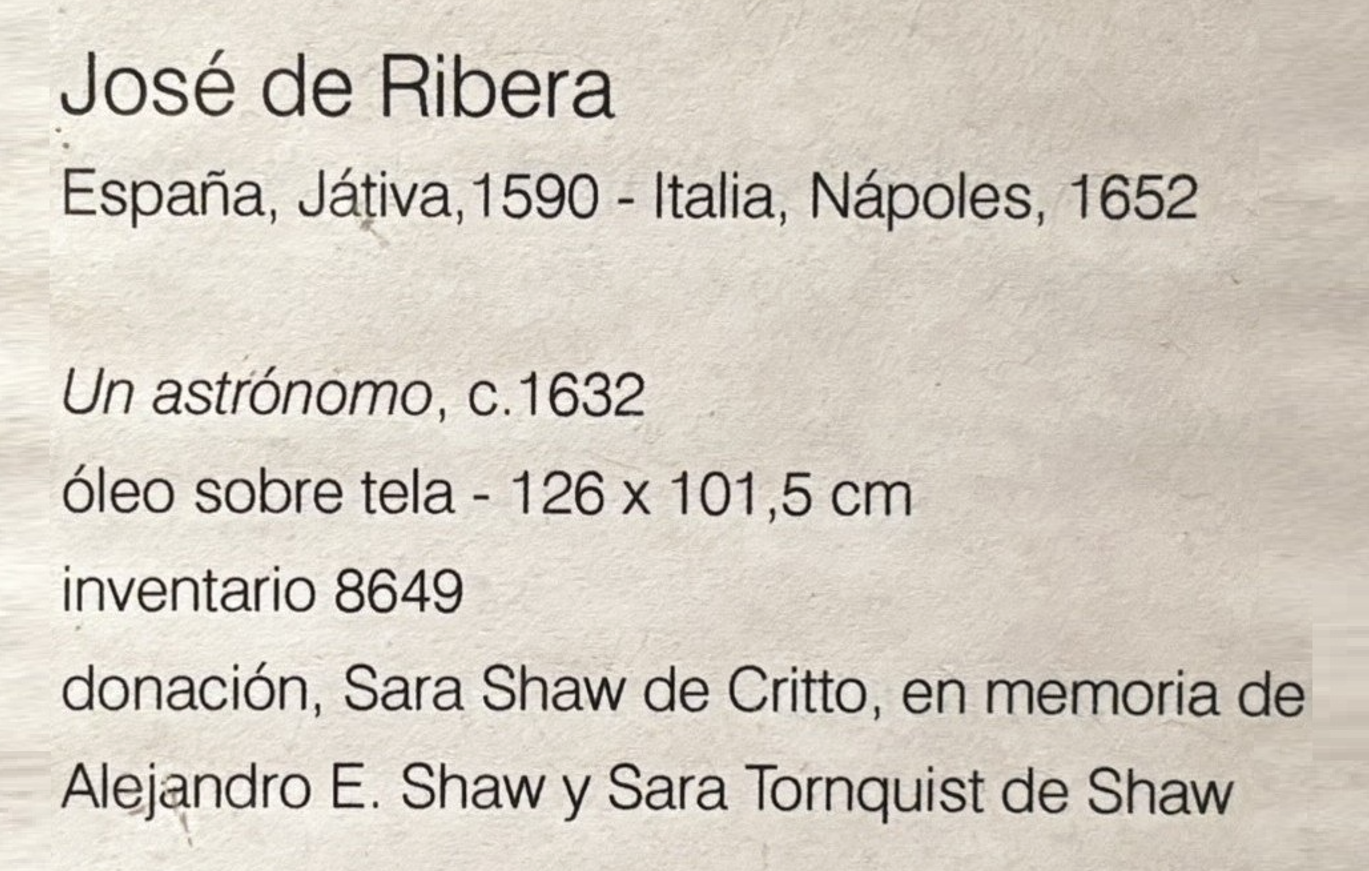 José de Ribera
España, Játiva,1590 - Italia, Nápoles, 1652
Un astrónomo, c.1632
óleo sobre tela - 126 x 101,5 cm
inventario 8649
donación, Sara Shaw de Critto, en memoria de
Alejandro E. Shaw y Sara Tornquist de Shaw